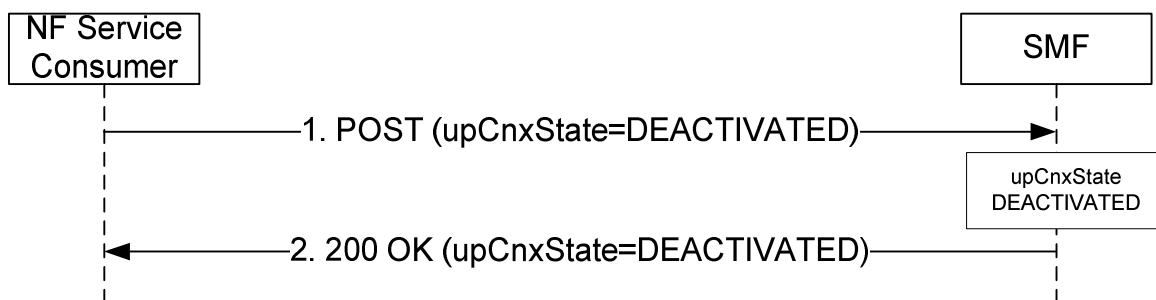 NF Service
Consumer
SMF
1. POST (upCnxState=DEACTIVATED)
upCnxState
DEACTIVATED
2. 200 OK (upCnxState=DEACTIVATED)